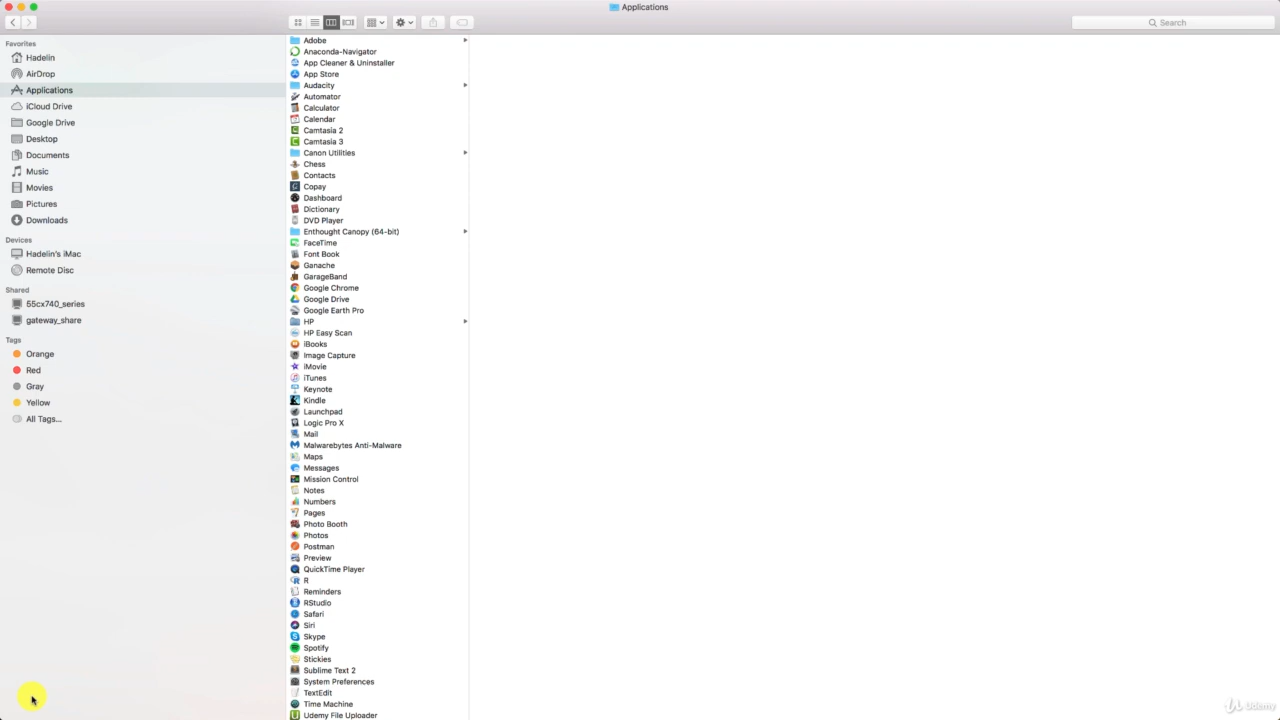 Applications
Search
Favorites
Hadelin
AirDrop
Applications
iCloud Drive
Google Drive
Desktop
Documents
Music
Movies
Pictures
Downloads
Devices
Hadelin's iMac
Remote Disc
Shared
55cx740_series
gateway_share
Tags
Orange
Red
Gray
Yellow
All Tags...
Adobe
Anaconda-Navigator
App Cleaner & Uninstaller
App Store
Audacity
Automator
Calculator
Calendar
Camtasia 2
Camtasia 3
Canon Utilities
Chess
Contacts
Copay
Dashboard
Dictionary
DVD Player
Enthought Canopy (64-bit)
FaceTime
Font Book
Ganache
GarageBand
Google Chrome
Google Drive
Google Earth Pro
HP
HP Easy Scan
iBooks
Image Capture
iMovie
iTunes
Keynote
Kindle
Launchpad
Logic Pro X
Mail
Malwarebytes Anti-Malware
Maps
Messages
Mission Control
Notes
Numbers
Pages
Photo Booth
Photos
Postman
Preview
QuickTime Player
R
Reminders
RStudio
Safari
Siri
Skype
Spotify
Stickies
Sublime Text 2
System Preferences
TextEdit
Time Machine
Udemy File Uploader
Udemy